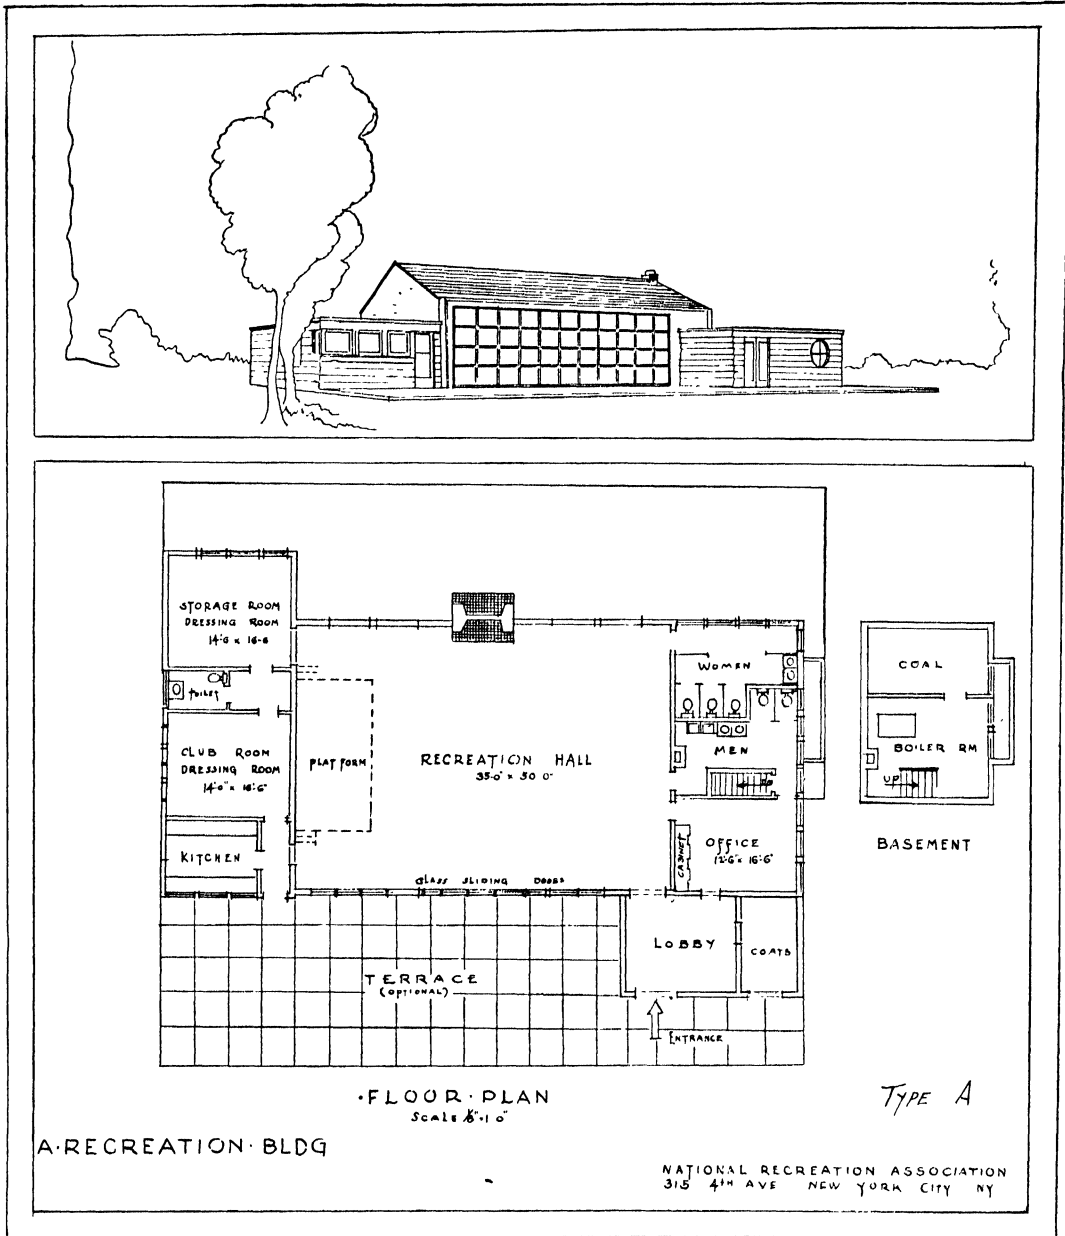 STORAGE ROOM
DRESSING ROOM
14'-0" x 16'-6"
TOILET
CLUB ROOM
DRESSING ROOM
14'-0" x 16'-6"
KITCHEN
PLATFORM
RECREATION HALL
35'-0" x 50'-0"
GLASS SLIDING DOORS
WOMEN
MEN
UP
OFFICE
12'-6" x 16'-6"
CABINET
LOBBY
COATS
TERRACE
(OPTIONAL)
ENTRANCE
COAL
BOILER RM
UP
BASEMENT
·FLOOR·PLAN
SCALE 1/8"=1'0"
TYPE A
A·RECREATION·BLDG
NATIONAL RECREATION ASSOCIATION
315 4TH AVE NEW YORK CITY NY